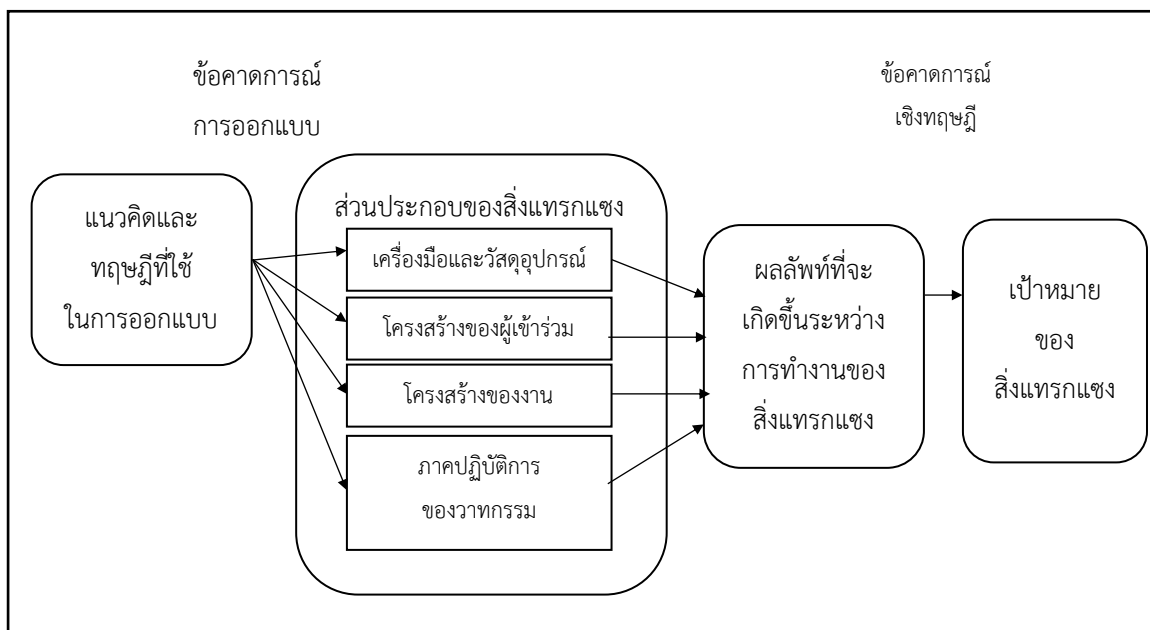 ข้อคาดการณ์
การออกแบบ
ข้อคาดการณ์
เชิงทฤษฎี
แนวคิดและ
ทฤษฎีที่ใช้
ในการออกแบบ
ส่วนประกอบของสิ่งแทรกแซง
เครื่องมือและวัสดุอุปกรณ์
โครงสร้างของผู้เข้าร่วม
โครงสร้างของงาน
ภาคปฏิบัติการ
ของวาทกรรม
ผลลัพท์ที่จะ
เกิดขึ้นระหว่าง
การทำงานของ
สิ่งแทรกแซง
เป้าหมาย
ของ
สิ่งแทรกแซง